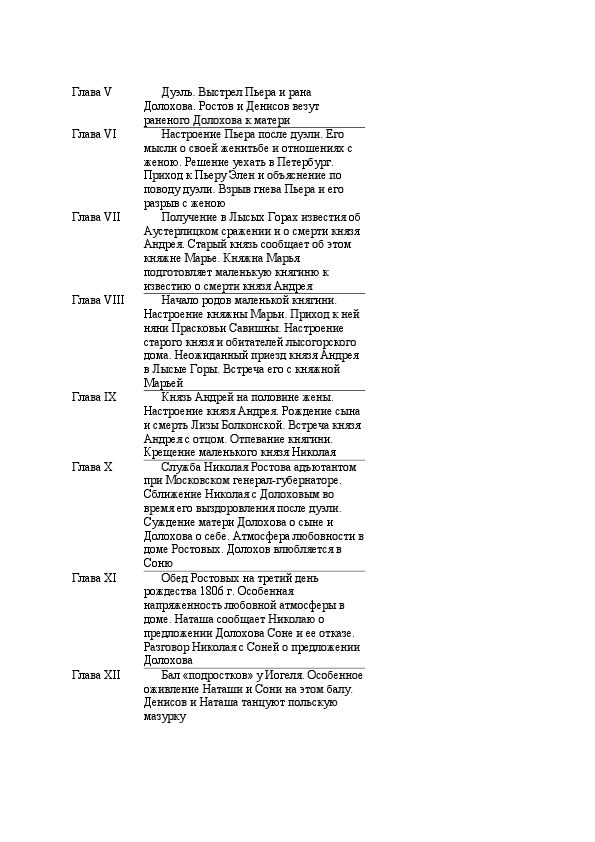 Глава V Дуэль. Выстрел Пьера и рана
Долохова. Ростов и Денисов везут
раненого Долохова к матери
Глава VI Настроение Пьера после дуэли. Его
мысли о своей женитьбе и отношениях с
женою. Решение уехать в Петербург.
Приход к Пьеру Элен и объяснение по
поводу дуэли. Взрыв гнева Пьера и его
разрыв с женою
Глава VII Получение в Лысых Горах известия об
Аустерлицком сражении и о смерти князя
Андрея. Старый князь сообщает об этом
княжне Марье. Княжна Марья
подготовляет маленькую княгиню к
известию о смерти князя Андрея
Глава VIII Начало родов маленькой княгини.
Настроение княжны Марьи. Приход к ней
няни Прасковьи Савишны. Настроение
старого князя и обитателей лысогорского
дома. Неожиданный приезд князя Андрея
в Лысые Горы. Встреча его с княжной
Марьей
Глава IX Князь Андрей на половине жены.
Настроение князя Андрея. Рождение сына
и смерть Лизы Болконской. Встреча князя
Андрея с отцом. Отпевание княгини.
Крещение маленького князя Николая
Глава X Служба Николая Ростова адъютантом
при Московском генерал-губернаторе.
Сближение Николая с Долоховым во
время его выздоровления после дуэли.
Суждение матери Долохова о сыне и
Долохова о себе. Атмосфера любовности в
доме Ростовых. Долохов влюбляется в
Соню
Глава XI Обед Ростовых на третий день
рождества 1806 г. Особенная
напряженность любовной атмосферы в
доме. Наташа сообщает Николаю о
предложении Долохова Соне и ее отказе.
Разговор Николая с Соней о предложении
Долохова
Глава XII Бал «подростков» у Иогеля. Особенное
оживление Наташи и Сони на этом балу.
Денисов и Наташа танцуют польскую
мазурку